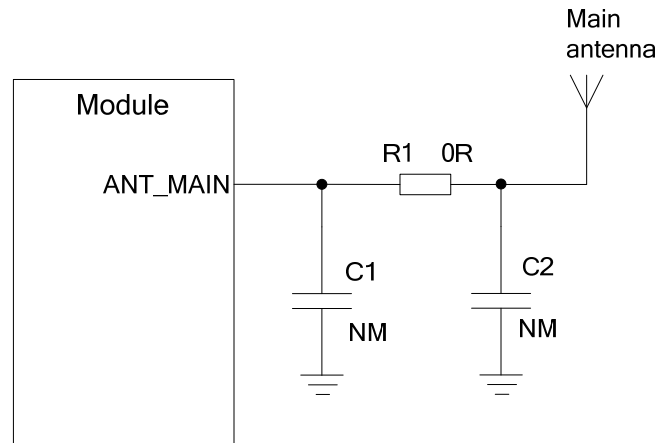 Main
antenna
Module
R1 0R
ANT_MAIN
C1
NM
C2
NM